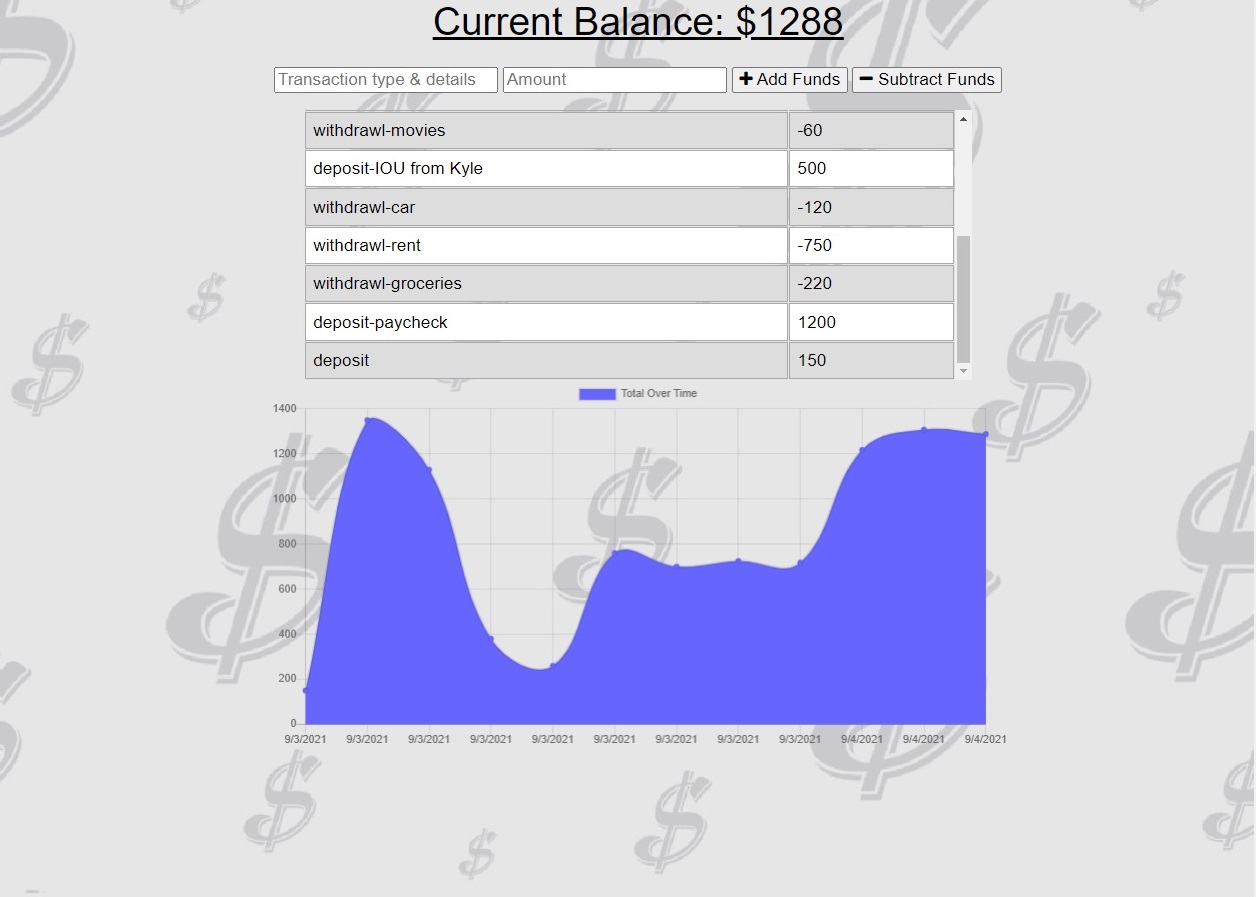 Current Balance: $1288
Transaction type & details Amount Add Funds Subtract Funds
withdrawl-movies -60
deposit-IOU from Kyle 500
withdrawl-car -120
withdrawl-rent -750
withdrawl-groceries -220
deposit-paycheck 1200
deposit 150
Total Over Time
1400
1200
1000
800
600
400
200
0
9/3/2021 9/3/2021 9/3/2021 9/3/2021 9/3/2021 9/3/2021 9/3/2021 9/3/2021 9/3/2021 9/4/2021 9/4/2021 9/4/2021